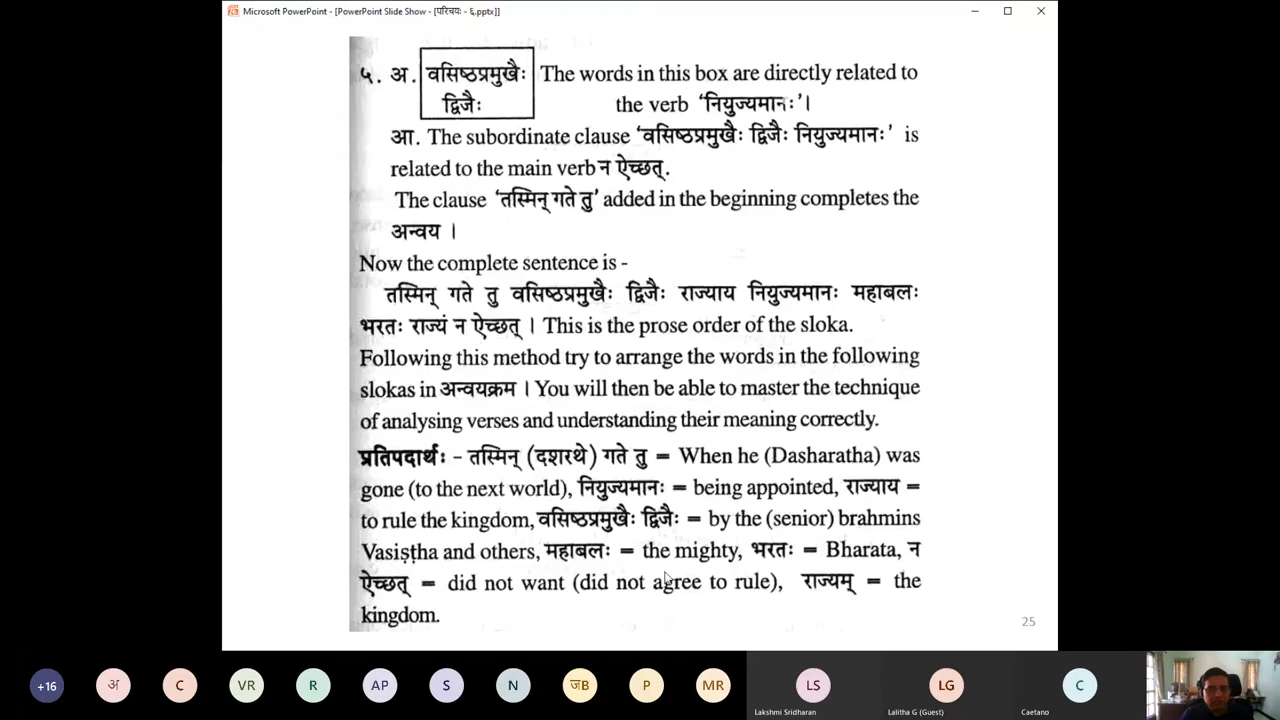 Microsoft PowerPoint - [PowerPoint Slide Show - [परिचयः - ६.pptx]]
५. अ. वसिष्ठप्रमुखैः द्विजैः The words in this box are directly related to
the verb ‘नियुज्यमानः’।
आ. The subordinate clause ‘वसिष्ठप्रमुखैः द्विजैः नियुज्यमानः’ is
related to the main verb न ऐच्छत्.
The clause ‘तस्मिन् गते तु’ added in the beginning completes the
अन्वय ।
Now the complete sentence is -
तस्मिन् गते तु वसिष्ठप्रमुखैः द्विजैः राज्याय नियुज्यमानः महाबलः
भरतः राज्यं न ऐच्छत् । This is the prose order of the sloka.
Following this method try to arrange the words in the following
slokas in अन्वयक्रम । You will then be able to master the technique
of analysing verses and understanding their meaning correctly.
प्रतिपदार्थः - तस्मिन् (दशरथे) गते तु = When he (Dasharatha) was
gone (to the next world), नियुज्यमानः = being appointed, राज्याय =
to rule the kingdom, वसिष्ठप्रमुखैः द्विजैः = by the (senior) brahmins
Vasiṣṭha and others, महाबलः = the mighty, भरतः = Bharata, न
ऐच्छत् = did not want (did not agree to rule), राज्यम् = the
kingdom.
25
+16 अ C VR R AP S N जB P MR LS LG C
Lakshmi Sridharan Lalitha G (Guest) Caetano